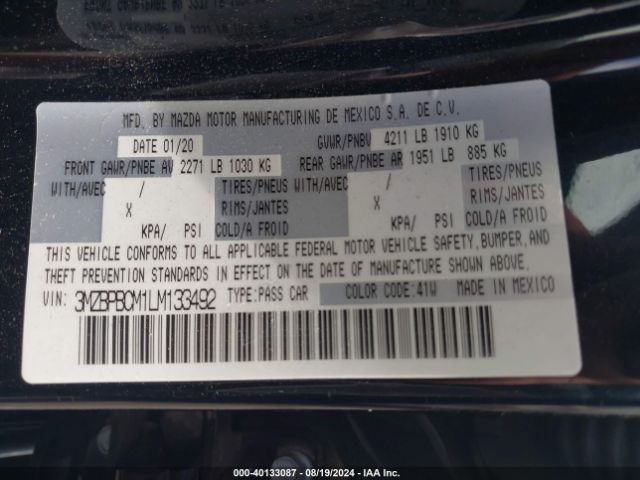 MFD. BY MAZDA MOTOR MANUFACTURING DE MEXICO S.A. DE C.V.
DATE 01/20 GVWR/PNBV 4211 LB 1910 KG
FRONT GAWR/PNBE AV 2271 LB 1030 KG REAR GAWR/PNBE AR 1951 LB 885 KG
WITH/AVEC / TIRES/PNEUS WITH/AVEC / TIRES/PNEUS
X RIMS/JANTES X RIMS/JANTES
KPA/ PSI COLD/A FROID KPA/ PSI COLD/A FROID
THIS VEHICLE CONFORMS TO ALL APPLICABLE FEDERAL MOTOR VEHICLE SAFETY, BUMPER, AND
THEFT PREVENTION STANDARDS IN EFFECT ON THE DATE OF MANUFACTURE SHOWN ABOVE.
VIN: 3MZBPBCM1LM133492 TYPE:PASS CAR COLOR CODE:41W MADE IN MEXICO
000-40133087 - 08/19/2024 - IAA Inc.